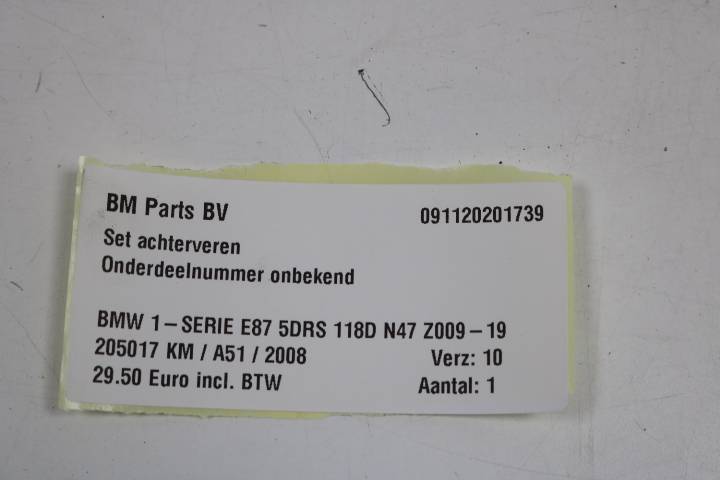 BM Parts BV 091120201739
Set achterveren
Onderdeelnummer onbekend
BMW 1-SERIE E87 5DRS 118D N47 Z009-19
205017 KM / A51 / 2008 Verz: 10
29.50 Euro incl. BTW Aantal: 1